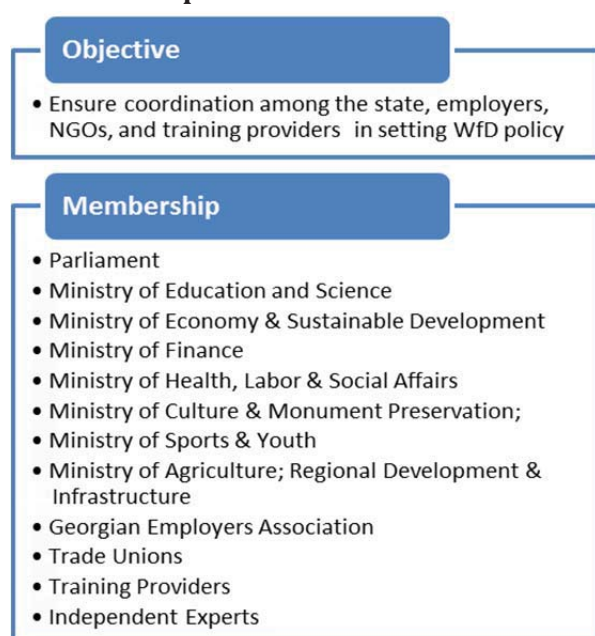 Objective
• Ensure coordination among the state, employers,
NGOs, and training providers in setting WfD policy
Membership
• Parliament
• Ministry of Education and Science
• Ministry of Economy & Sustainable Development
• Ministry of Finance
• Ministry of Health, Labor & Social Affairs
• Ministry of Culture & Monument Preservation;
• Ministry of Sports & Youth
• Ministry of Agriculture; Regional Development &
Infrastructure
• Georgian Employers Association
• Trade Unions
• Training Providers
• Independent Experts